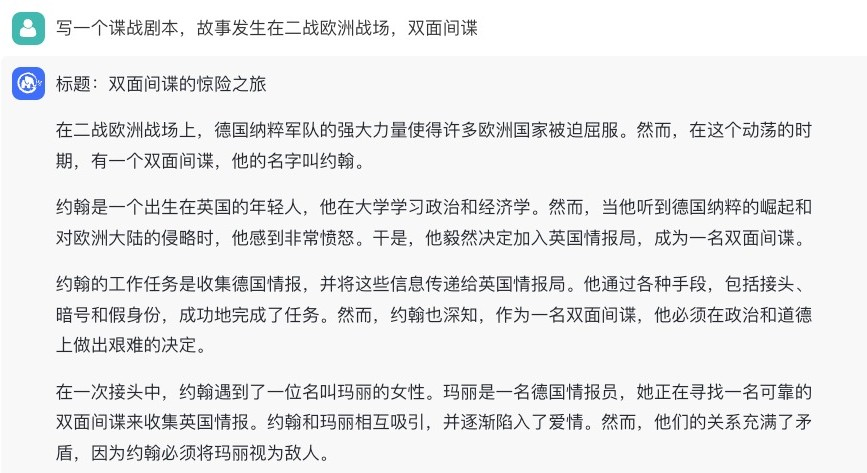 写一个谍战剧本，故事发生在二战欧洲战场，双面间谍
标题：双面间谍的惊险之旅
在二战欧洲战场上，德国纳粹军队的强大力量使得许多欧洲国家被迫屈服。然而，在这个动荡的时
期，有一个双面间谍，他的名字叫约翰。
约翰是一个出生在英国的年轻人，他在大学学习政治和经济学。然而，当他听到德国纳粹的崛起和
对欧洲大陆的侵略时，他感到非常愤怒。于是，他毅然决定加入英国情报局，成为一名双面间谍。
约翰的工作任务是收集德国情报，并将这些信息传递给英国情报局。他通过各种手段，包括接头、
暗号和假身份，成功地完成了任务。然而，约翰也深知，作为一名双面间谍，他必须在政治和道德
上做出艰难的决定。
在一次接头中，约翰遇到了一位名叫玛丽的女性。玛丽是一名德国情报员，她正在寻找一名可靠的
双面间谍来收集英国情报。约翰和玛丽相互吸引，并逐渐陷入了爱情。然而，他们的关系充满了矛
盾，因为约翰必须将玛丽视为敌人。